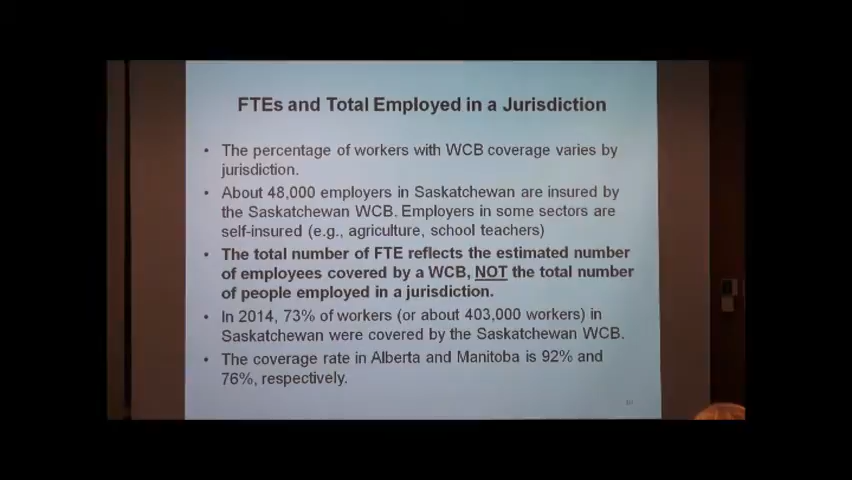 FTEs and Total Employed in a Jurisdiction
• The percentage of workers with WCB coverage varies by
jurisdiction.
• About 48,000 employers in Saskatchewan are insured by
the Saskatchewan WCB. Employers in some sectors are
self-insured (e.g., agriculture, school teachers)
• The total number of FTE reflects the estimated number
of employees covered by a WCB, NOT the total number
of people employed in a jurisdiction.
• In 2014, 73% of workers (or about 403,000 workers) in
Saskatchewan were covered by the Saskatchewan WCB.
• The coverage rate in Alberta and Manitoba is 92% and
76%, respectively.